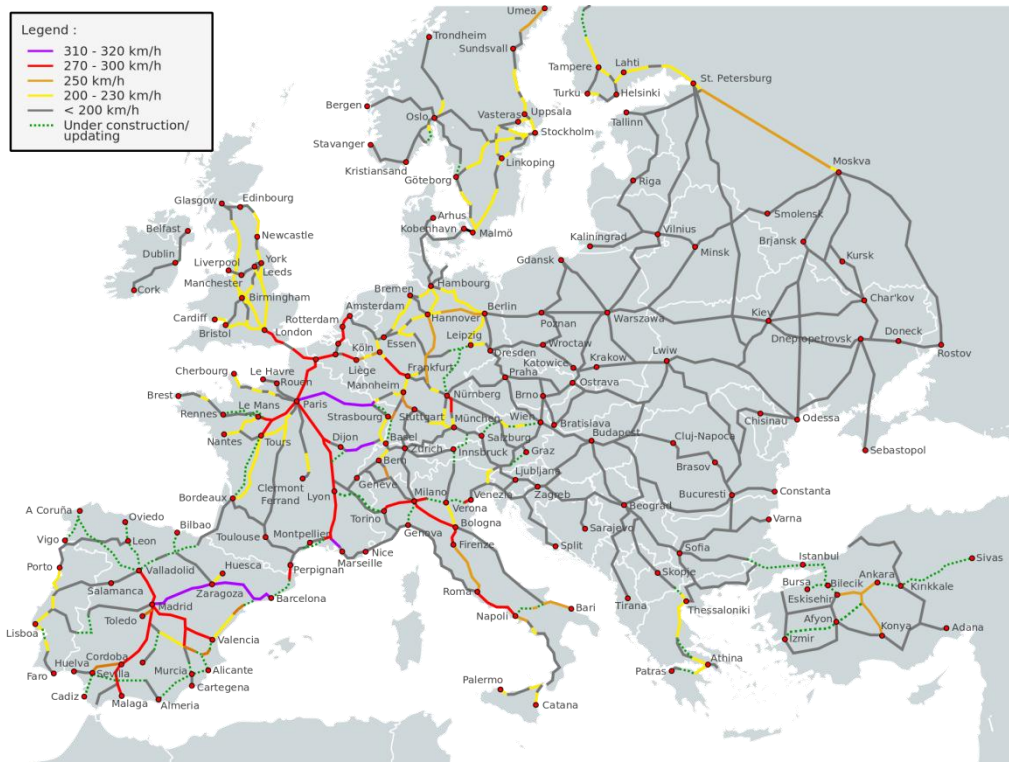 Legend :
310 - 320 km/h
270 - 300 km/h
250 km/h
200 - 230 km/h
< 200 km/h
Under construction/
updating
Umea
Trondheim
Sundsvall
Tampere
Lahti
St. Petersburg
Turku
Helsinki
Bergen
Oslo
Vasteras
Uppsala
Stockholm
Tallinn
Stavanger
Kristiansand
Linkoping
Göteborg
Riga
Moskva
Glasgow
Edinbourg
Smolensk
Belfast
Arhus
Kobenhavn
Malmö
Kaliningrad
Vilnius
Minsk
Brjansk
Newcastle
Dublin
Liverpool
York
Leeds
Gdansk
Kursk
Manchester
Cork
Birmingham
Bremen
Hambourg
Amsterdam
Char'kov
Cardiff
Bristol
London
Rotterdam
Hannover
Berlin
Poznan
Warszawa
Kiev
Köln
Essen
Leipzig
Dnepropetrovsk
Doneck
Rostov
Dresden
Wroctaw
Katowice
Krakow
Lwiw
Liège
Frankfurt
Praha
Ostrava
Cherbourg
Le Havre
Rouen
Mannheim
Nürnberg
Brno
Brest
Rennes
Le Mans
Paris
Strasbourg
Stuttgart
München
Wien
Bratislava
Chisinau
Odessa
Nantes
Tours
Dijon
Basel
Zürich
Salzburg
Innsbruck
Graz
Budapest
Cluj-Napoca
Sebastopol
Bern
Brasov
Clermont
Ferrand
Lyon
Genève
Ljubljana
Zagreb
Bordeaux
Milano
Venezia
Verona
Bucuresti
Constanta
Torino
Beograd
A Coruña
Oviedo
Bilbao
Toulouse
Montpellier
Genova
Bologna
Varna
Vigo
Leon
Nice
Marseille
Firenze
Sarajevo
Split
Sofia
Istanbul
Sivas
Porto
Valladolid
Huesca
Perpignan
Skopje
Bursa
Bilecik
Ankara
Kırıkkale
Salamanca
Zaragoza
Barcelona
Eskisehir
Madrid
Roma
Tirana
Thessaloniki
Toledo
Napoli
Bari
Afyon
Lisboa
Valencia
Izmir
Konya
Adana
Huelva
Cordoba
Athina
Faro
Sevilla
Murcia
Alicante
Patras
Cartegena
Palermo
Cadiz
Malaga
Almeria
Catana